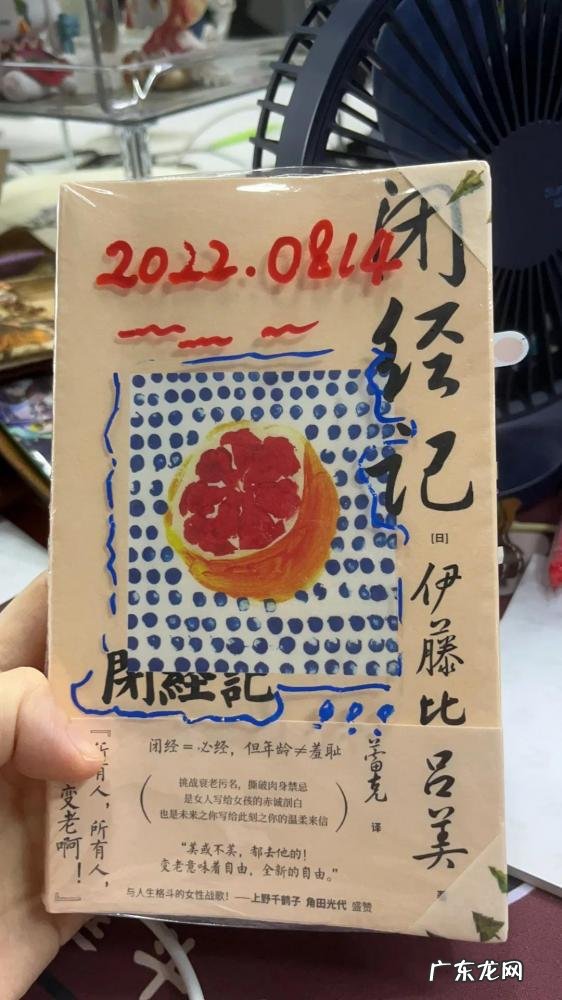 2022.0814
闭经记
[日]
伊藤比吕美
蕾克 译
閉經記
闭经=必经，但年龄≠羞耻
挑战衰老污名，撕破肉身禁忌
是女人写给女孩的赤诚剖白
也是未来之你写给此刻之你的温柔来信
“美或不美，都去他的！
变老意味着自由，全新的自由。”
与人生格斗的女性战歌！——上野千鹤子 角田光代 盛赞
『所有人，所有人，
变老啊！』
广东龙网